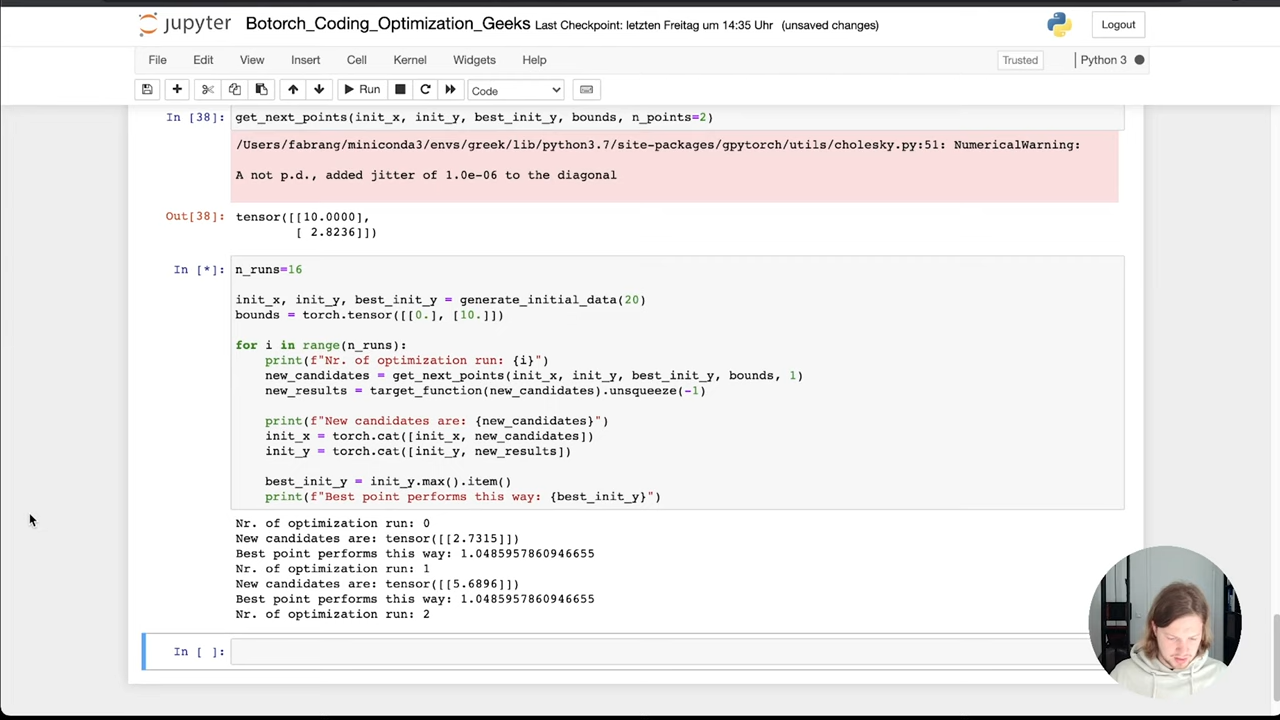 jupyter Botorch_Coding_Optimization_Geeks Last Checkpoint: letzten Freitag um 14:35 Uhr (unsaved changes) Logout
File Edit View Insert Cell Kernel Widgets Help Trusted Python 3
Run Code
In [38]: get_next_points(init_x, init_y, best_init_y, bounds, n_points=2)
/Users/fabrang/miniconda3/envs/greek/lib/python3.7/site-packages/gpytorch/utils/cholesky.py:51: NumericalWarning:
A not p.d., added jitter of 1.0e-06 to the diagonal
Out[38]: tensor([[10.0000],
[ 2.8236]])
In [*]: n_runs=16
init_x, init_y, best_init_y = generate_initial_data(20)
bounds = torch.tensor([[0.], [10.]])
for i in range(n_runs):
print(f"Nr. of optimization run: {i}")
new_candidates = get_next_points(init_x, init_y, best_init_y, bounds, 1)
new_results = target_function(new_candidates).unsqueeze(-1)
print(f"New candidates are: {new_candidates}")
init_x = torch.cat([init_x, new_candidates])
init_y = torch.cat([init_y, new_results])
best_init_y = init_y.max().item()
print(f"Best point performs this way: {best_init_y}")
Nr. of optimization run: 0
New candidates are: tensor([[2.7315]])
Best point performs this way: 1.0485957860946655
Nr. of optimization run: 1
New candidates are: tensor([[5.6896]])
Best point performs this way: 1.0485957860946655
Nr. of optimization run: 2
In [ ]: